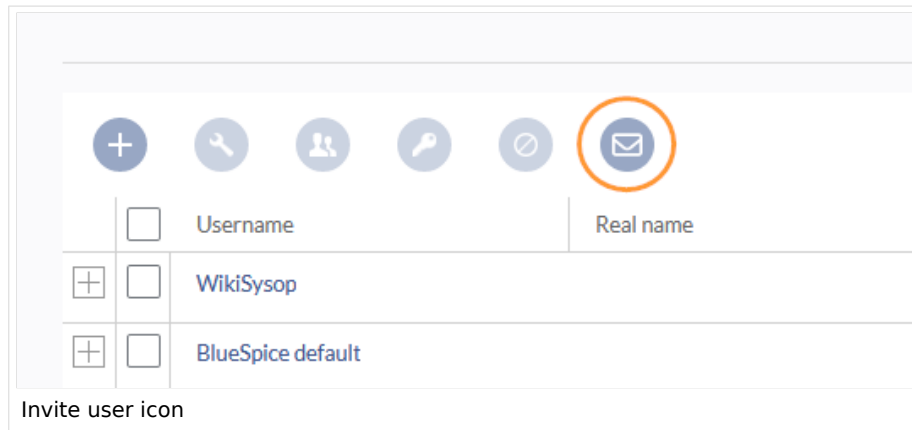 Username Real name
WikiSysop
BlueSpice default
Invite user icon